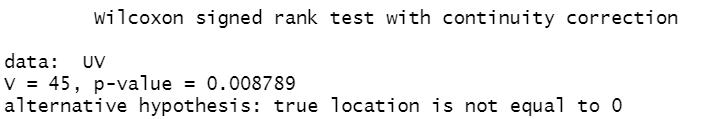 Wilcoxon signed rank test with continuity correction
data:  UV
V = 45, p-value = 0.008789
alternative hypothesis: true location is not equal to 0